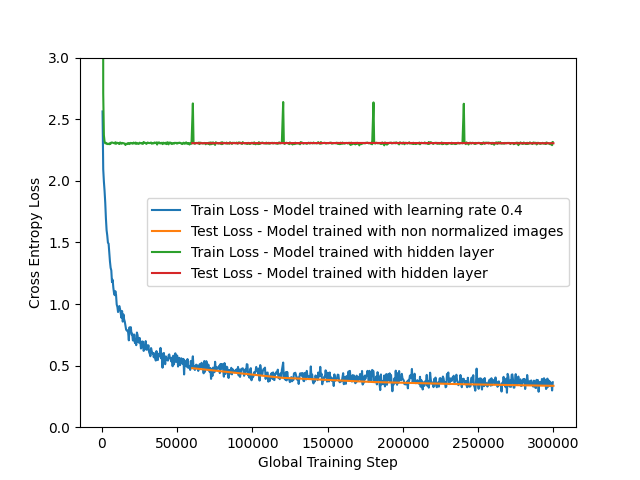 3.0
2.5
2.0
1.5
1.0
0.5
0.0
Cross Entropy Loss
Train Loss - Model trained with learning rate 0.4
Test Loss - Model trained with non normalized images
Train Loss - Model trained with hidden layer
Test Loss - Model trained with hidden layer
0 50000 100000 150000 200000 250000 300000
Global Training Step